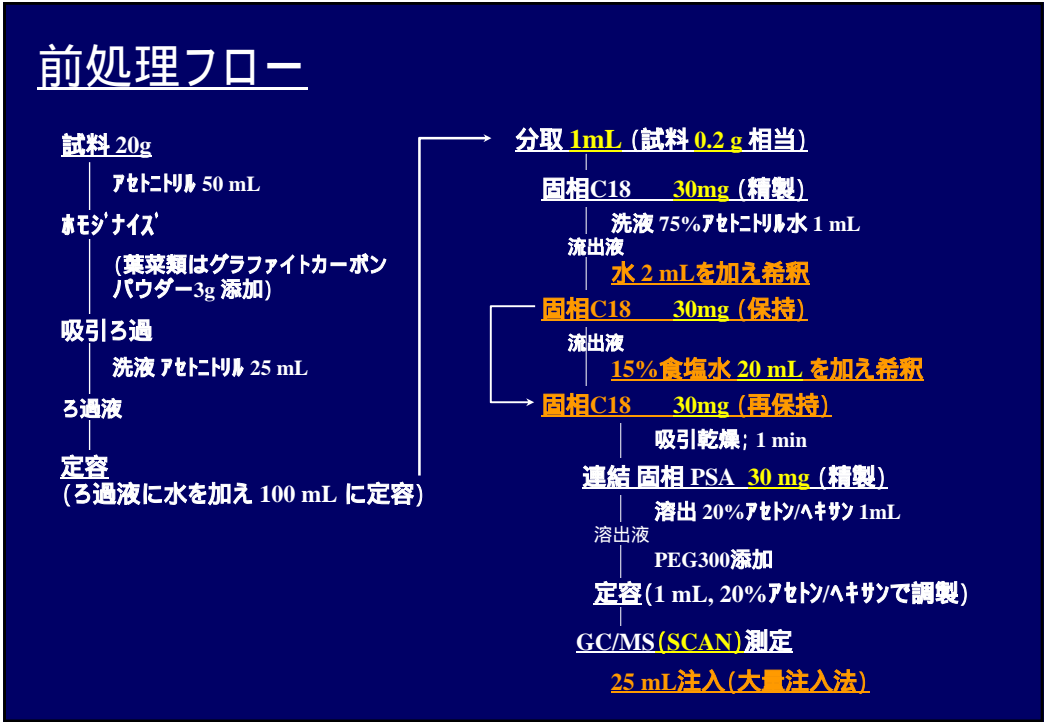 前処理フロー
試料 20g
アセトニトリル 50 mL
ホモジナイズ
(葉菜類はグラファイトカーボン
パウダー3g 添加)
吸引ろ過
洗液 アセトニトリル 25 mL
ろ過液
定容
(ろ過液に水を加え 100 mL に定容)
分取 1mL (試料 0.2 g 相当)
固相C18 30mg (精製)
洗液 75%アセトニトリル水 1 mL
流出液
水 2 mLを加え希釈
固相C18 30mg (保持)
流出液
15%食塩水 20 mL を加え希釈
固相C18 30mg (再保持)
吸引乾燥; 1 min
連結 固相 PSA 30 mg (精製)
溶出 20%アセトン/ヘキサン 1mL
溶出液
PEG300添加
定容(1 mL, 20%アセトン/ヘキサンで調製)
GC/MS(SCAN)測定
25 mL注入(大量注入法)